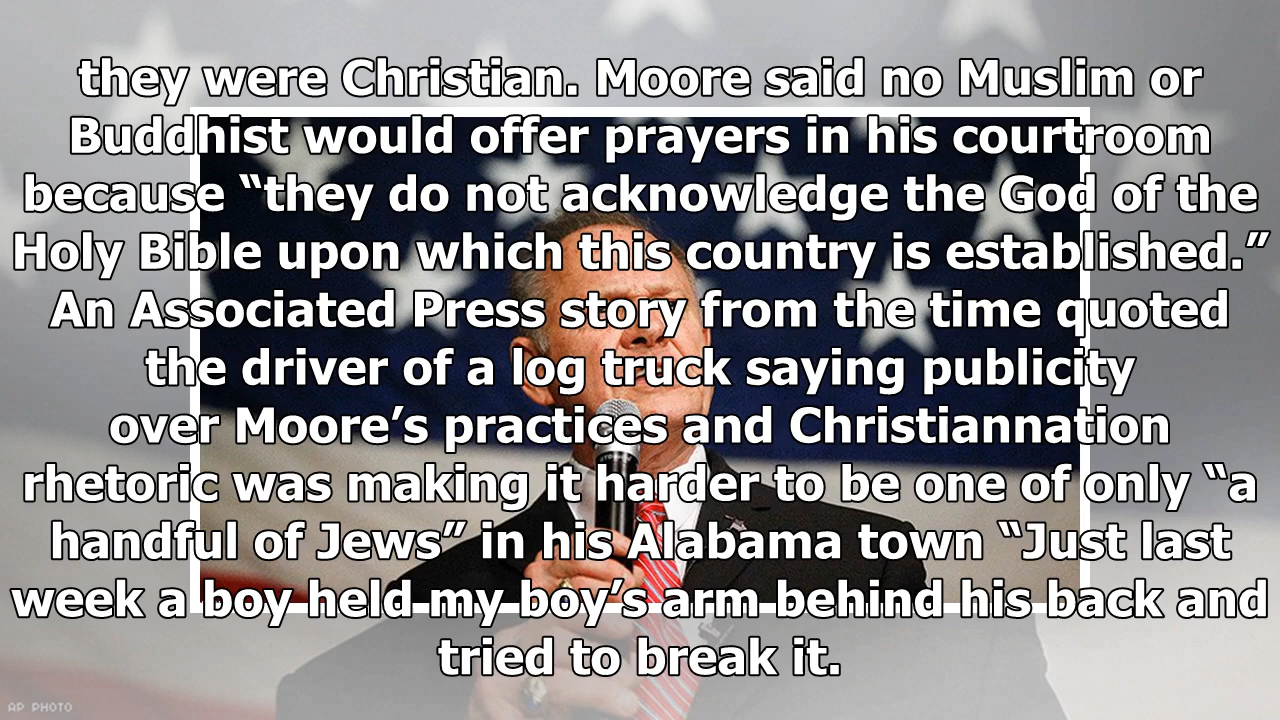 they were Christian. Moore said no Muslim or
Buddhist would offer prayers in his courtroom
because “they do not acknowledge the God of the
Holy Bible upon which this country is established.”
An Associated Press story from the time quoted
the driver of a log truck saying publicity
over Moore’s practices and Christiannation
rhetoric was making it harder to be one of only “a
handful of Jews” in his Alabama town “Just last
week a boy held my boy’s arm behind his back and
tried to break it.
AP PHOTO